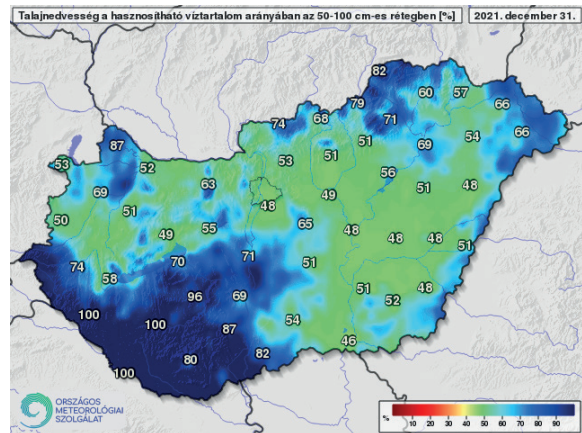 Talajnedvesség a hasznosítható víztartalom arányában az 50-100 cm-es rétegben [%] 2021. december 31.
82
60 57
79
66
74 68 71
66
87
51 54
69
53 52 53 51
56
63
69 51 48
49
48
50 51
55 65
49 48 48 48
51
70 71
74 51
58
96 69 51 48
52
100
100 87 54
46
80 82
100
ORSZÁGOS
METEOROLÓGIAI
SZOLGÁLAT
% 10 20 30 40 50 60 70 80 90